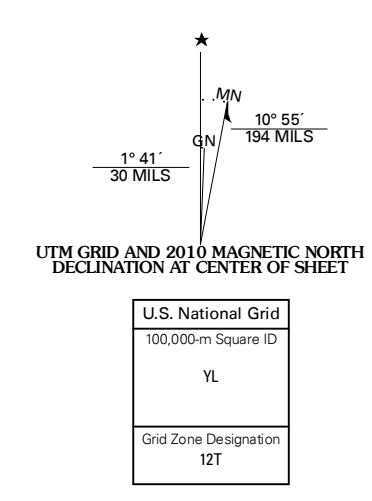 ★
MN
10° 55´
194 MILS
GN
1° 41´
30 MILS
UTM GRID AND 2010 MAGNETIC NORTH
DECLINATION AT CENTER OF SHEET
U.S. National Grid
100,000-m Square ID
YL
Grid Zone Designation
12T